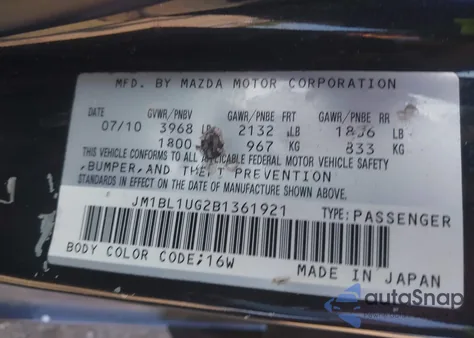 MFD. BY MAZDA MOTOR CORPORATION
DATE GVWR/PNBV GAWR/PNBE FRT GAWR/PNBE RR
07/10 3968 LB 2132 LB 1836 LB
1800 967 KG 833 KG
THIS VEHICLE CONFORMS TO ALL APPLICABLE FEDERAL MOTOR VEHICLE SAFETY
,BUMPER,AND THEFT PREVENTION
STANDARDS IN EFFECT ON THE DATE OF MANUFACTURE SHOWN ABOVE.
JM1BL1UG2B1361921 TYPE:PASSENGER
BODY COLOR CODE;16W
MADE IN JAPAN
autoSnap